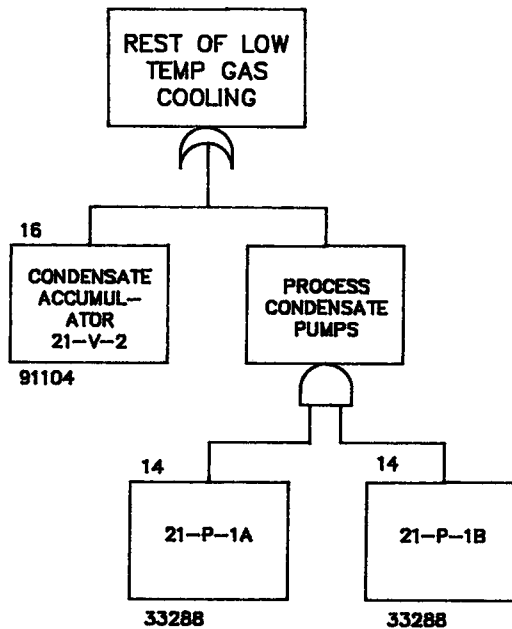 REST OF LOW
TEMP GAS
COOLING
16
CONDENSATE
ACCUMUL-
ATOR
21-V-2
91104
PROCESS
CONDENSATE
PUMPS
14
21-P-1A
33288
14
21-P-1B
33288